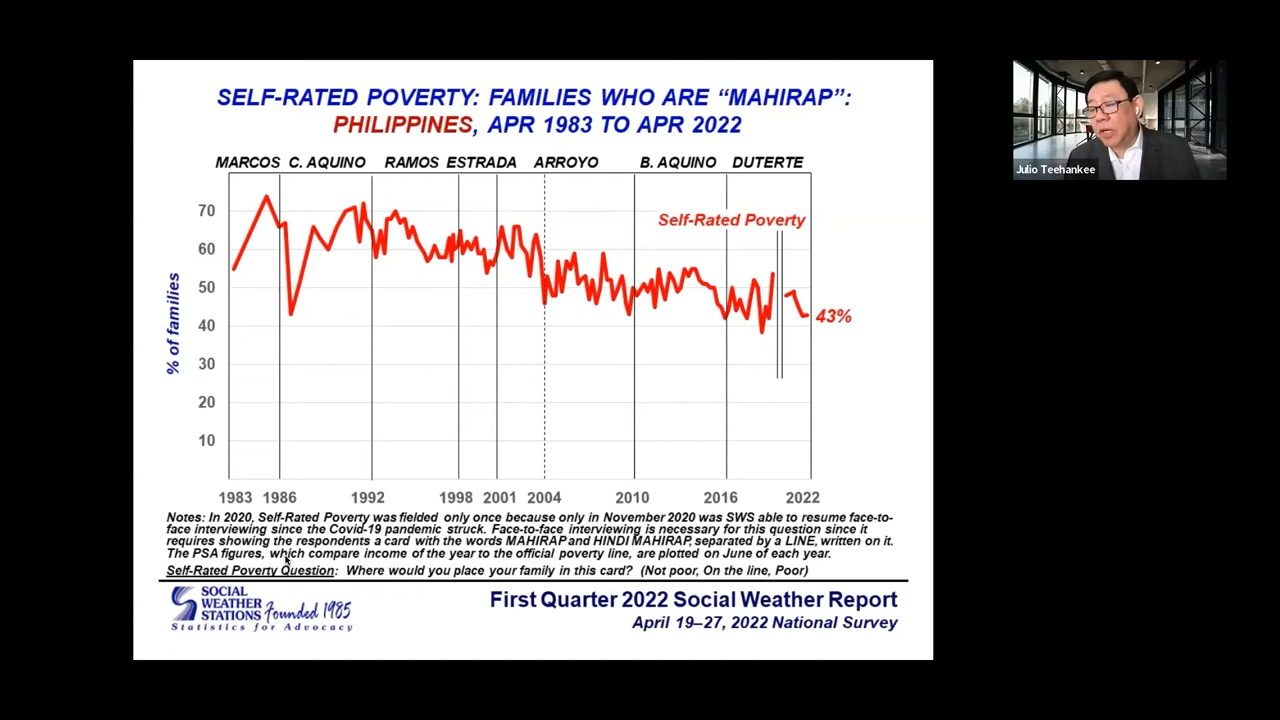 SELF-RATED POVERTY: FAMILIES WHO ARE “MAHIRAP”:
PHILIPPINES, APR 1983 TO APR 2022
MARCOS C. AQUINO RAMOS ESTRADA ARROYO B. AQUINO DUTERTE
Self-Rated Poverty
% of families
70
60
50
40
30
20
10
43%
1983 1986 1992 1998 2001 2004 2010 2016 2022
Notes: In 2020, Self-Rated Poverty was fielded only once because only in November 2020 was SWS able to resume face-to-
face interviewing since the Covid-19 pandemic struck. Face-to-face interviewing is necessary for this question since it
requires showing the respondents a card with the words MAHIRAP and HINDI MAHIRAP, separated by a LINE, written on it.
The PSA figures, which compare income of the year to the official poverty line, are plotted on June of each year.
Self-Rated Poverty Question: Where would you place your family in this card? (Not poor, On the line, Poor)
SOCIAL
WEATHER
STATIONS Founded 1985
Statistics for Advocacy
First Quarter 2022 Social Weather Report
April 19–27, 2022 National Survey
Julio Teehankee